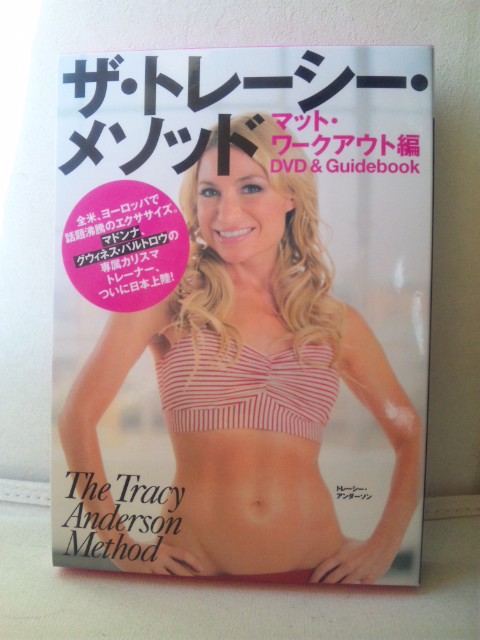 ザ・トレーシー・
メソッド
マット・
ワークアウト編
DVD & Guidebook
全米、ヨーロッパで
話題沸騰のエクササイズ。
マドンナ、
グウィネス・パルトロウの
専属カリスマ
トレーナー、
ついに日本上陸!
The Tracy
Anderson
Method
トレーシー・
アンダーソン